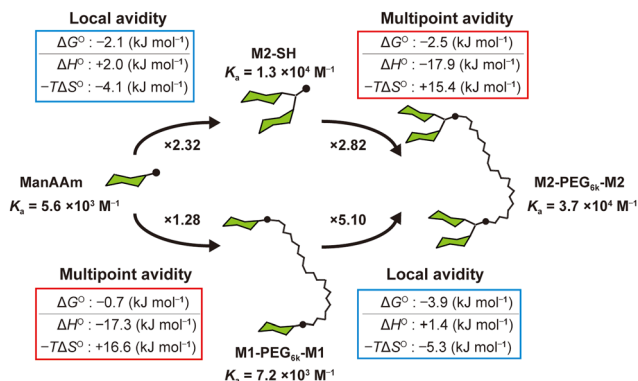 Local avidity
ΔG° : −2.1 (kJ mol⁻¹)
ΔH° : +2.0 (kJ mol⁻¹)
−TΔS° : −4.1 (kJ mol⁻¹)
M2-SH
Kₐ = 1.3 ×10⁴ M⁻¹
Multipoint avidity
ΔG° : −2.5 (kJ mol⁻¹)
ΔH° : −17.9 (kJ mol⁻¹)
−TΔS° : +15.4 (kJ mol⁻¹)
×2.32
×2.82
ManAAm
Kₐ = 5.6 ×10³ M⁻¹
M2-PEG₆ₖ-M2
Kₐ = 3.7 ×10⁴ M⁻¹
×1.28
×5.10
Multipoint avidity
ΔG° : −0.7 (kJ mol⁻¹)
ΔH° : −17.3 (kJ mol⁻¹)
−TΔS° : +16.6 (kJ mol⁻¹)
M1-PEG₆ₖ-M1
Kₐ = 7.2 ×10³ M⁻¹
Local avidity
ΔG° : −3.9 (kJ mol⁻¹)
ΔH° : +1.4 (kJ mol⁻¹)
−TΔS° : −5.3 (kJ mol⁻¹)